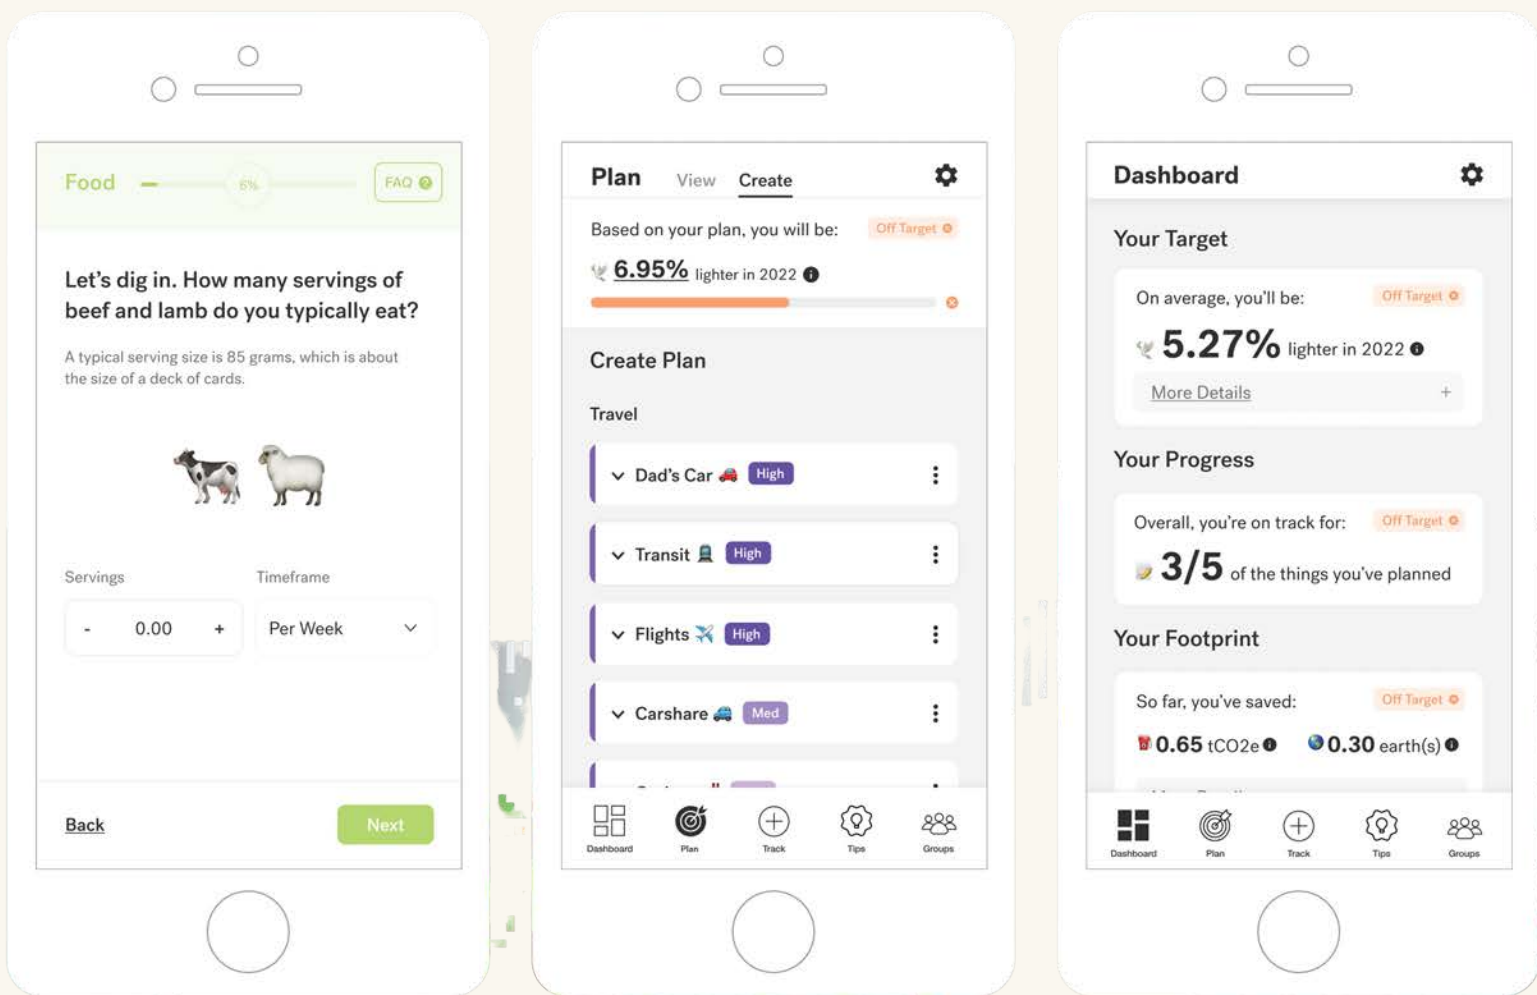 Food
6%
FAQ
Let's dig in. How many servings of
beef and lamb do you typically eat?
A typical serving size is 85 grams, which is about
the size of a deck of cards.
Servings
Timeframe
- 0.00 +
Per Week
Back
Next
Plan
View
Create
Based on your plan, you will be:
Off Target
6.95% lighter in 2022
Create Plan
Travel
Dad's Car High
Transit High
Flights High
Carshare Med
Dashboard
Plan
Track
Tips
Groups
Dashboard
Your Target
On average, you'll be:
Off Target
5.27% lighter in 2022
More Details +
Your Progress
Overall, you're on track for:
Off Target
3/5 of the things you've planned
Your Footprint
So far, you've saved:
Off Target
0.65 tCO2e
0.30 earth(s)
Dashboard
Plan
Track
Tips
Groups